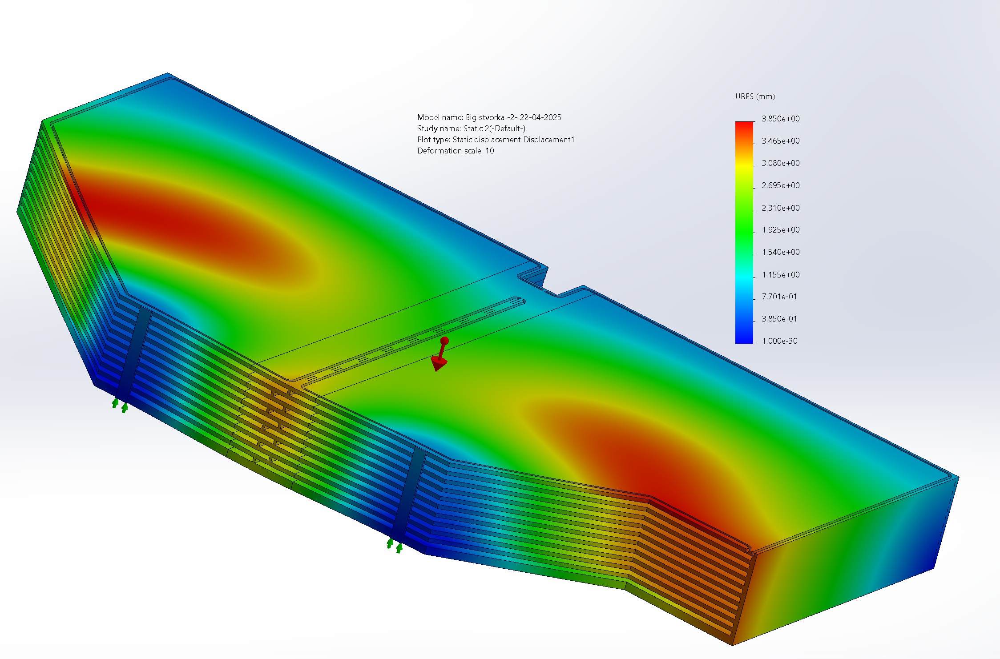 URES (mm)
Model name: Big stvorka -2- 22-04-2025
Study name: Static 2(-Default-)
Plot type: Static displacement Displacement1
Deformation scale: 10
3.850e+00
3.465e+00
3.080e+00
2.695e+00
2.310e+00
1.925e+00
1.540e+00
1.155e+00
7.701e-01
3.850e-01
1.000e-30